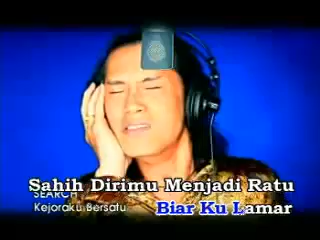 Sahih Dirimu Menjadi Ratu
SEARCH
Kejoraku Bersatu
Biar Ku Lamar